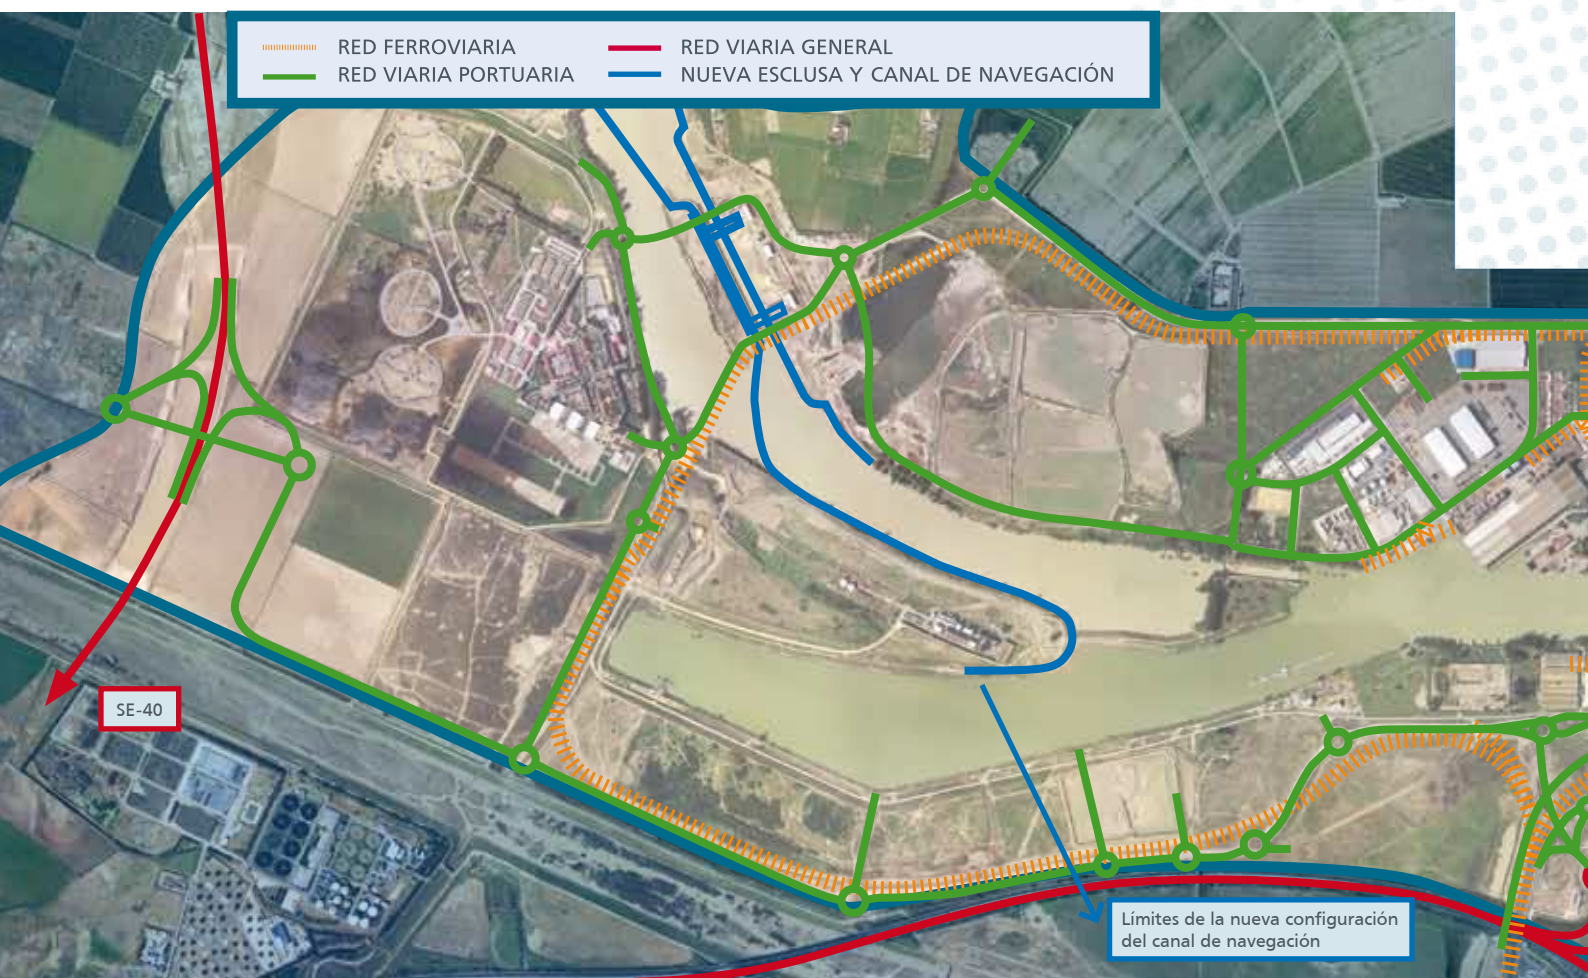 RED FERROVIARIA
RED VIARIA PORTUARIA
RED VIARIA GENERAL
NUEVA ESCLUSA Y CANAL DE NAVEGACIÓN
SE-40
Límites de la nueva configuración
del canal de navegación